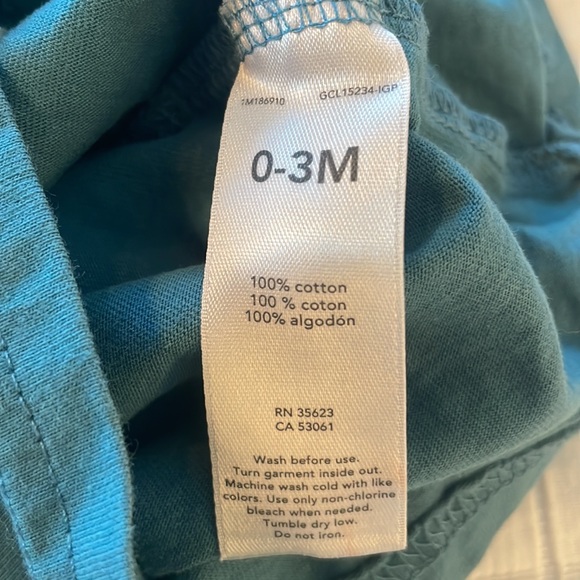 GCL15234-IGP
0-3M
100% cotton
100 % coton
100% algodón
RN 35623
CA 53061
Wash before use.
Turn garment inside out.
Machine wash cold with like
colors. Use only non-chlorine
bleach when needed.
Tumble dry low.
Do not iron.